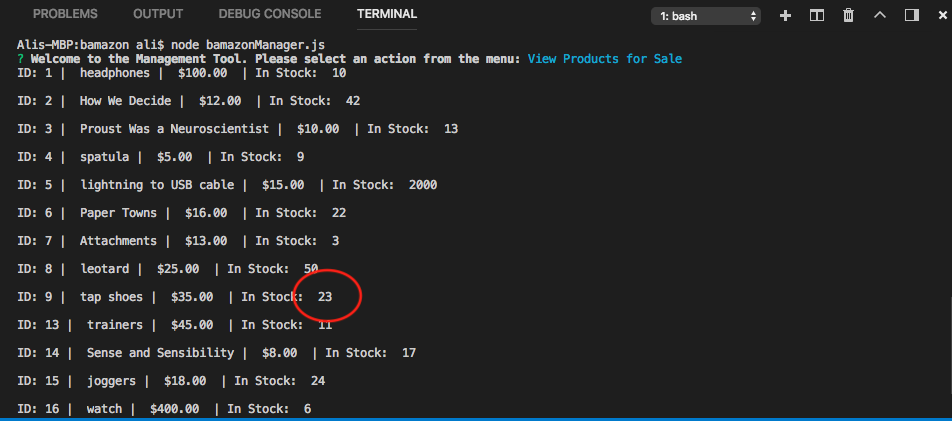 PROBLEMS OUTPUT DEBUG CONSOLE TERMINAL 1: bash
Alis-MBP:bamazon ali$ node bamazonManager.js
? Welcome to the Management Tool. Please select an action from the menu: View Products for Sale
ID: 1 | headphones | $100.00 | In Stock: 10
ID: 2 | How We Decide | $12.00 | In Stock: 42
ID: 3 | Proust Was a Neuroscientist | $10.00 | In Stock: 13
ID: 4 | spatula | $5.00 | In Stock: 9
ID: 5 | lightning to USB cable | $15.00 | In Stock: 2000
ID: 6 | Paper Towns | $16.00 | In Stock: 22
ID: 7 | Attachments | $13.00 | In Stock: 3
ID: 8 | leotard | $25.00 | In Stock: 50
ID: 9 | tap shoes | $35.00 | In Stock: 23
ID: 13 | trainers | $45.00 | In Stock: 11
ID: 14 | Sense and Sensibility | $8.00 | In Stock: 17
ID: 15 | joggers | $18.00 | In Stock: 24
ID: 16 | watch | $400.00 | In Stock: 6